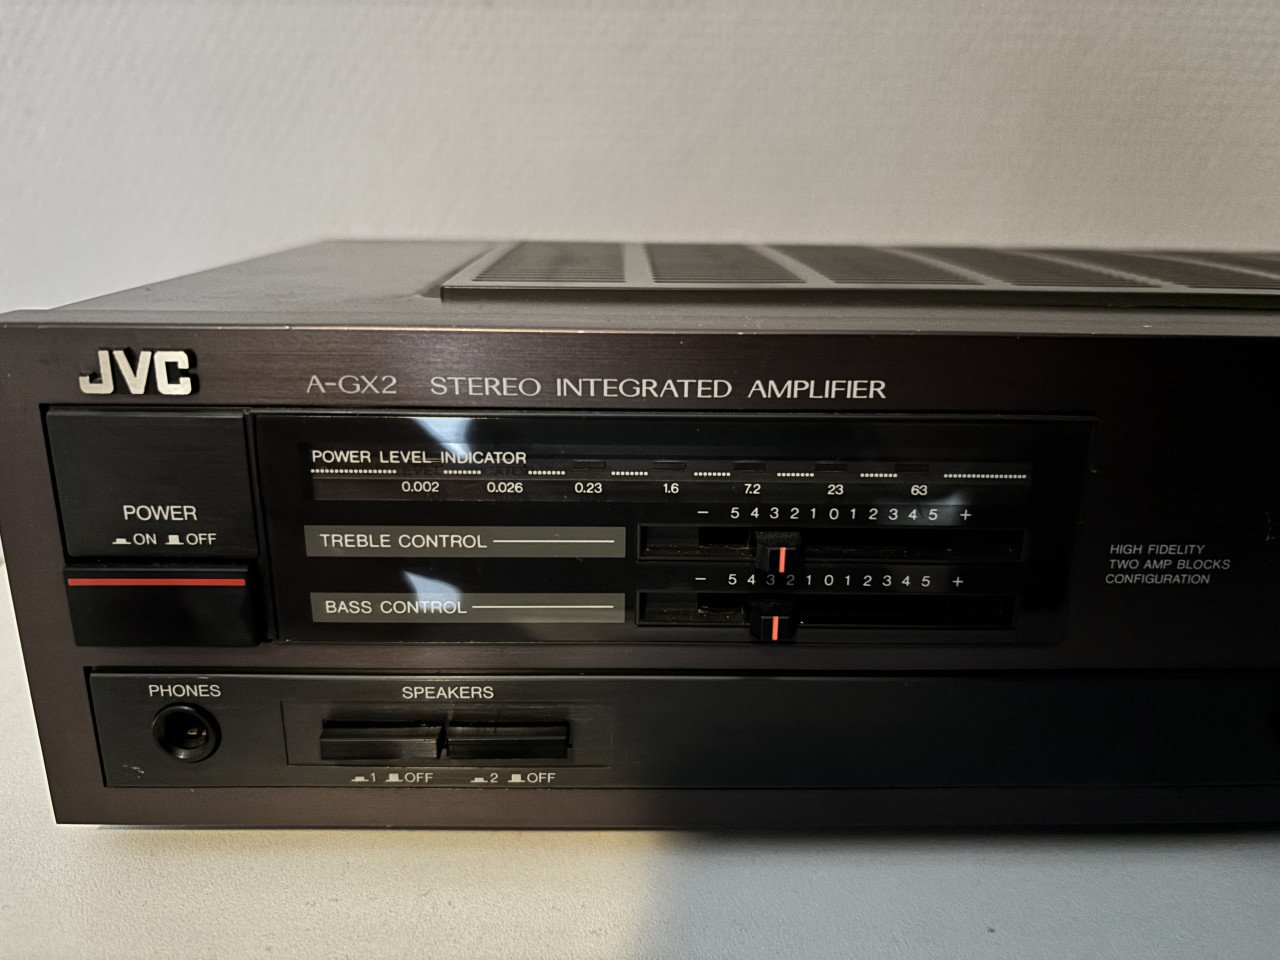 JVC
A-GX2 STEREO INTEGRATED AMPLIFIER
POWER LEVEL INDICATOR
0.002 0.026 0.23 1.6 7.2 23 63
POWER
ON OFF
− 5 4 3 2 1 0 1 2 3 4 5 +
TREBLE CONTROL
− 5 4 3 2 1 0 1 2 3 4 5 +
BASS CONTROL
HIGH FIDELITY
TWO AMP BLOCKS
CONFIGURATION
PHONES
SPEAKERS
1 OFF 2 OFF